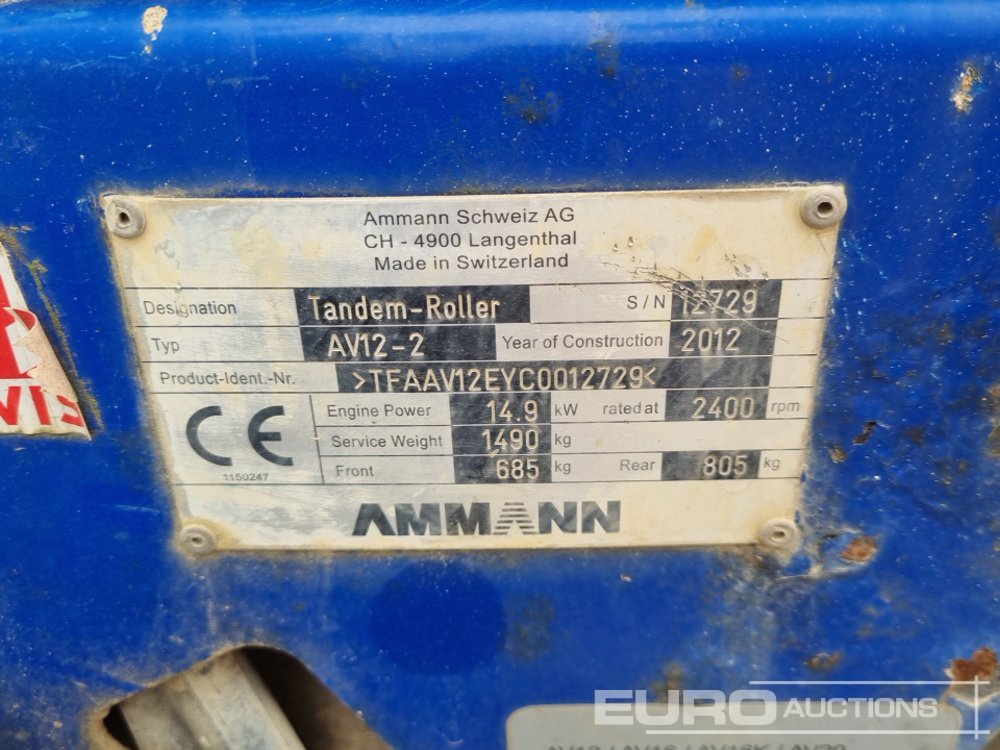 Ammann Schweiz AG
CH - 4900 Langenthal
Made in Switzerland
Designation Tandem-Roller S/N 12729
Typ AV12-2 Year of Construction 2012
Product-Ident.-Nr. >TFAAV12EYC0012729<
CE Engine Power 14.9 kW rated at 2400 rpm
Service Weight 1490 kg
1150247 Front 685 kg Rear 805 kg
AMMANN
EURO AUCTIONS